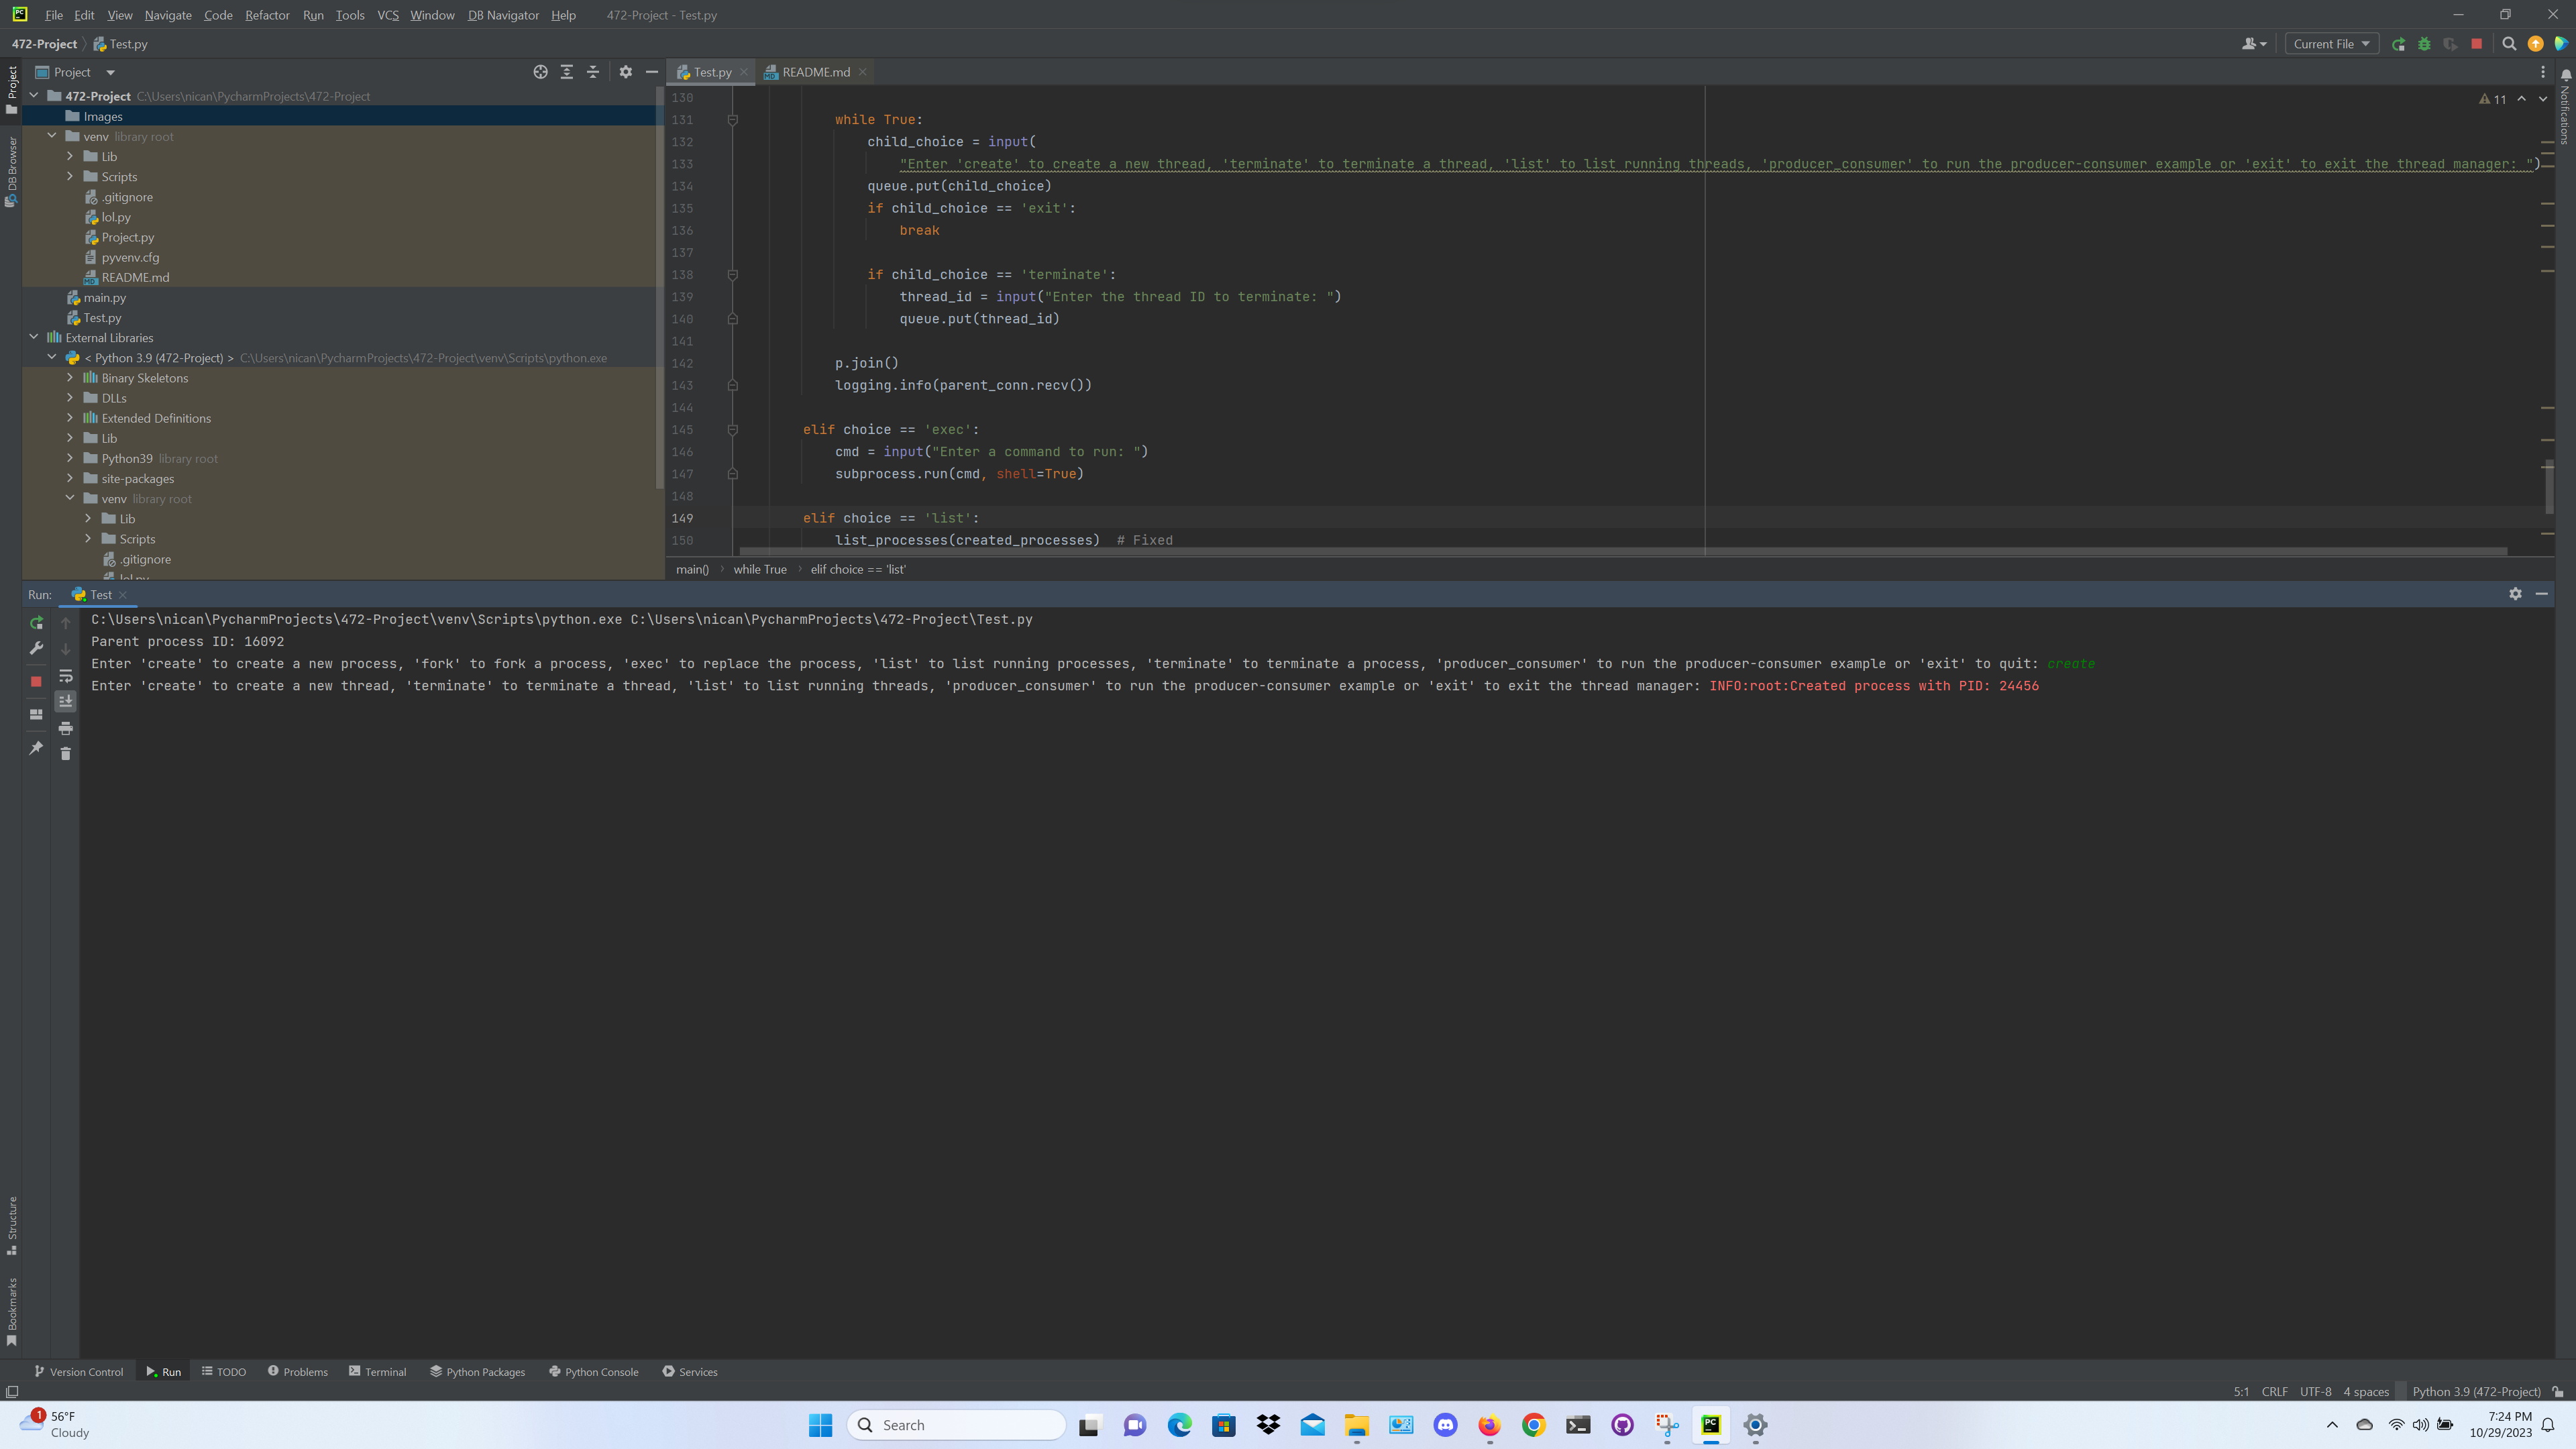 PC File Edit View Navigate Code Refactor Run Tools VCS Window DB Navigator Help 472-Project - Test.py
472-Project Test.py Current File
Project
Project
DB Browser
472-Project C:\Users\nican\PycharmProjects\472-Project
Images
venv library root
Lib
Scripts
.gitignore
lol.py
Project.py
pyvenv.cfg
README.md
main.py
Test.py
External Libraries
< Python 3.9 (472-Project) > C:\Users\nican\PycharmProjects\472-Project\venv\Scripts\python.exe
Binary Skeletons
DLLs
Extended Definitions
Lib
Python39 library root
site-packages
venv library root
Lib
Scripts
.gitignore
lol.py
Test.py README.md
Notifications
11
130
131 while True:
132 child_choice = input(
133 "Enter 'create' to create a new thread, 'terminate' to terminate a thread, 'list' to list running threads, 'producer_consumer' to run the producer-consumer example or 'exit' to exit the thread manager: ")
134 queue.put(child_choice)
135 if child_choice == 'exit':
136 break
137
138 if child_choice == 'terminate':
139 thread_id = input("Enter the thread ID to terminate: ")
140 queue.put(thread_id)
141
142 p.join()
143 logging.info(parent_conn.recv())
144
145 elif choice == 'exec':
146 cmd = input("Enter a command to run: ")
147 subprocess.run(cmd, shell=True)
148
149 elif choice == 'list':
150 list_processes(created_processes) # Fixed
main() while True elif choice == 'list'
Run: Test
C:\Users\nican\PycharmProjects\472-Project\venv\Scripts\python.exe C:\Users\nican\PycharmProjects\472-Project\Test.py
Parent process ID: 16092
Enter 'create' to create a new process, 'fork' to fork a process, 'exec' to replace the process, 'list' to list running processes, 'terminate' to terminate a process, 'producer_consumer' to run the producer-consumer example or 'exit' to quit: create
Enter 'create' to create a new thread, 'terminate' to terminate a thread, 'list' to list running threads, 'producer_consumer' to run the producer-consumer example or 'exit' to exit the thread manager: INFO:root:Created process with PID: 24456
Structure
Bookmarks
Version Control Run TODO Problems Terminal Python Packages Python Console Services
5:1 CRLF UTF-8 4 spaces Python 3.9 (472-Project)
1 56°F
Cloudy
Search
PC
7:24 PM
10/29/2023